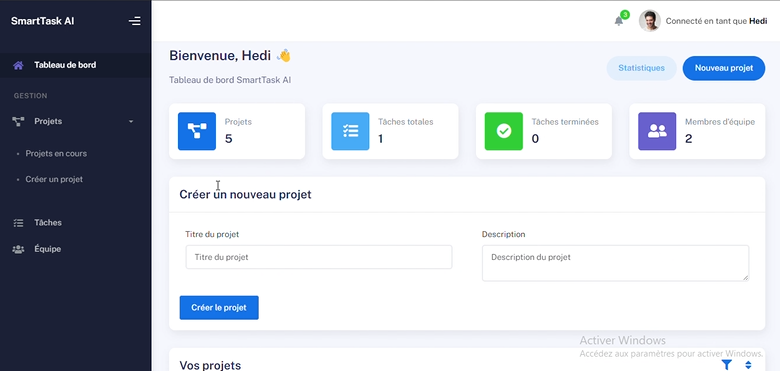 SmartTask AI
3
Connecté en tant que Hedi
Tableau de bord
GESTION
Projets
Projets en cours
Créer un projet
Tâches
Équipe
Bienvenue, Hedi 👋
Tableau de bord SmartTask AI
Statistiques
Nouveau projet
Projets
5
Tâches totales
1
Tâches terminées
0
Membres d'équipe
2
Créer un nouveau projet
Titre du projet
Titre du projet
Description
Description du projet
Créer le projet
Vos projets
Activer Windows
Accédez aux paramètres pour activer Windows.